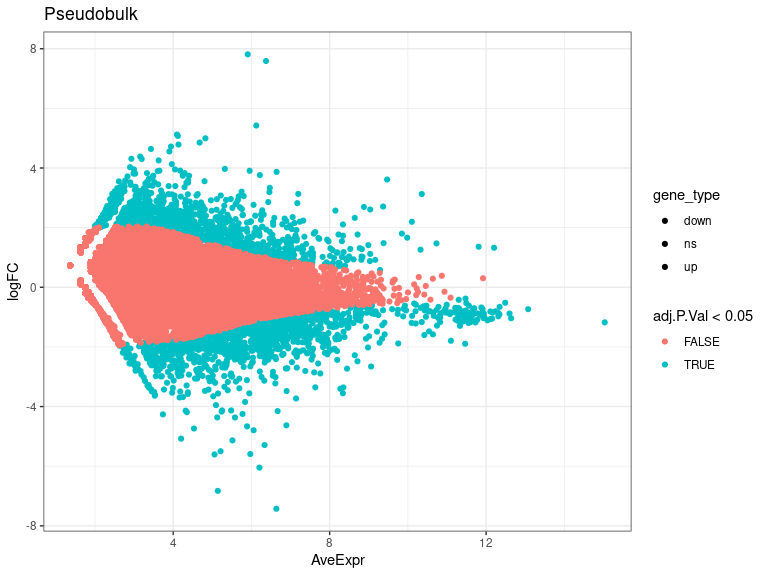 Pseudobulk
8
4
0
-4
-8
logFC
4
8
12
AveExpr
gene_type
down
ns
up
adj.P.Val < 0.05
FALSE
TRUE